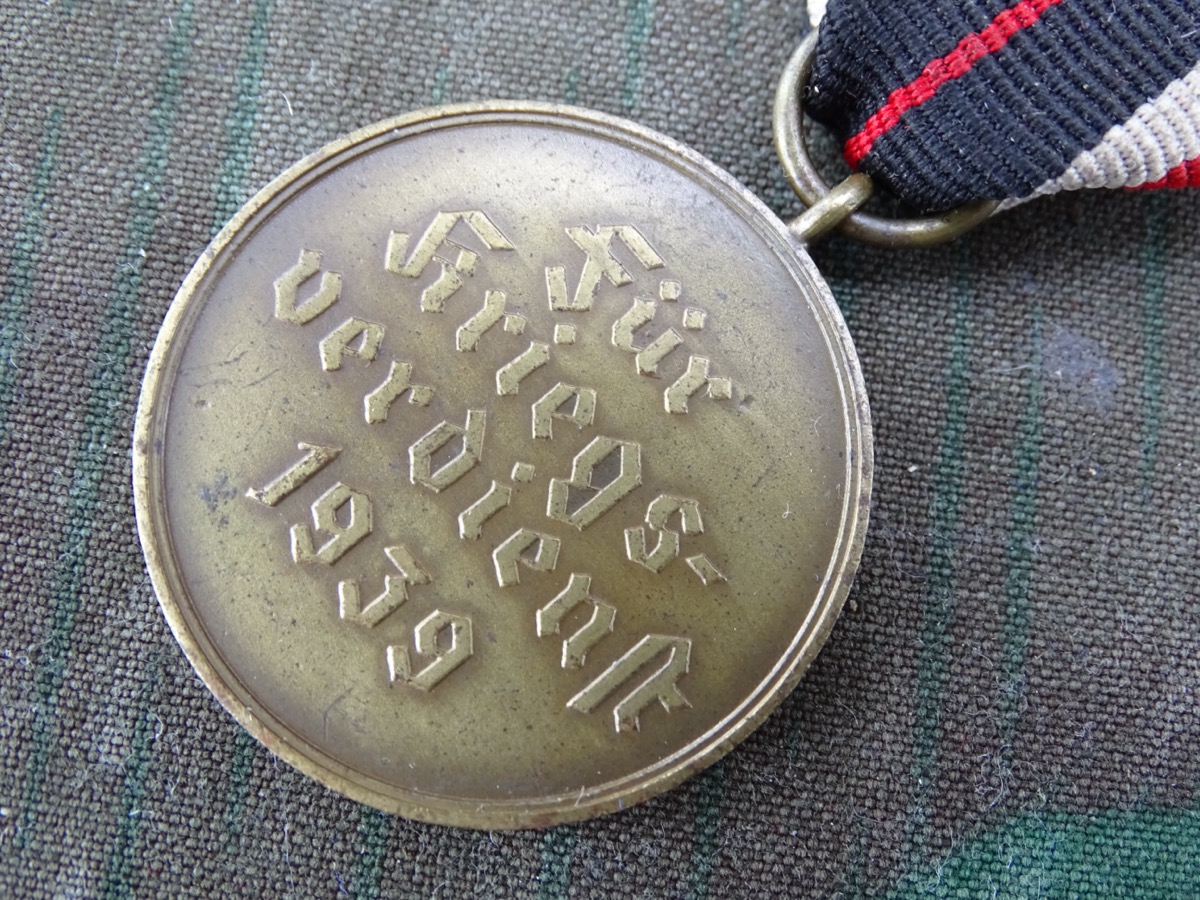 Für
Kriegs-
verdienst
1939